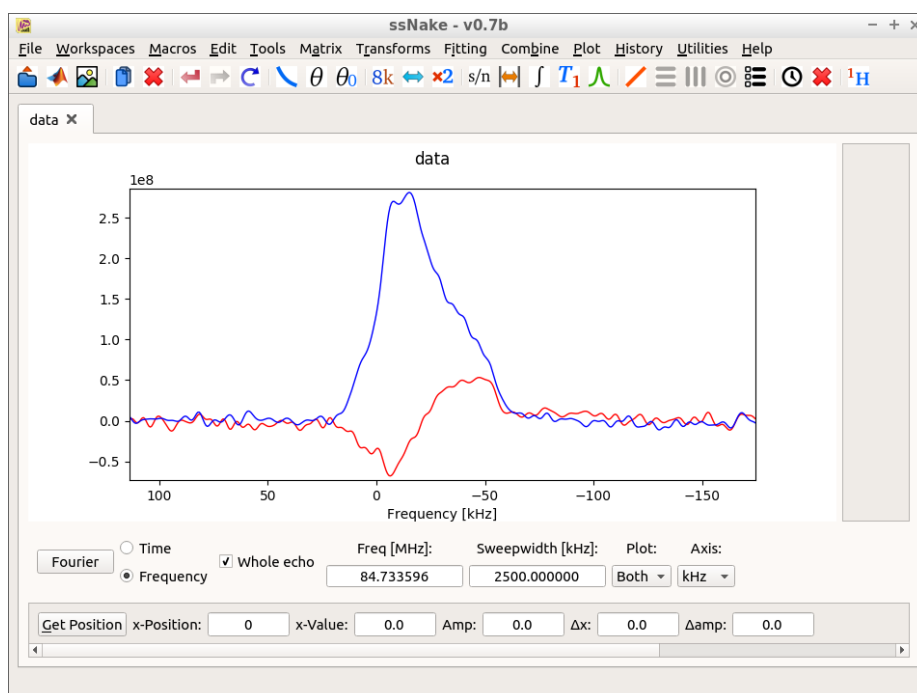 ssNake - v0.7b
File Workspaces Macros Edit Tools Matrix Transforms Fitting Combine Plot History Utilities Help
θ θ0 8k ×2 s/n ∫ T1 1H
data
data
1e8
2.5
2.0
1.5
1.0
0.5
0.0
−0.5
100 50 0 −50 −100 −150
Frequency [kHz]
Fourier Time Frequency Whole echo
Freq [MHz]: Sweepwidth [kHz]: Plot: Axis:
84.733596 2500.000000 Both kHz
Get Position x-Position: 0 x-Value: 0.0 Amp: 0.0 Δx: 0.0 Δamp: 0.0